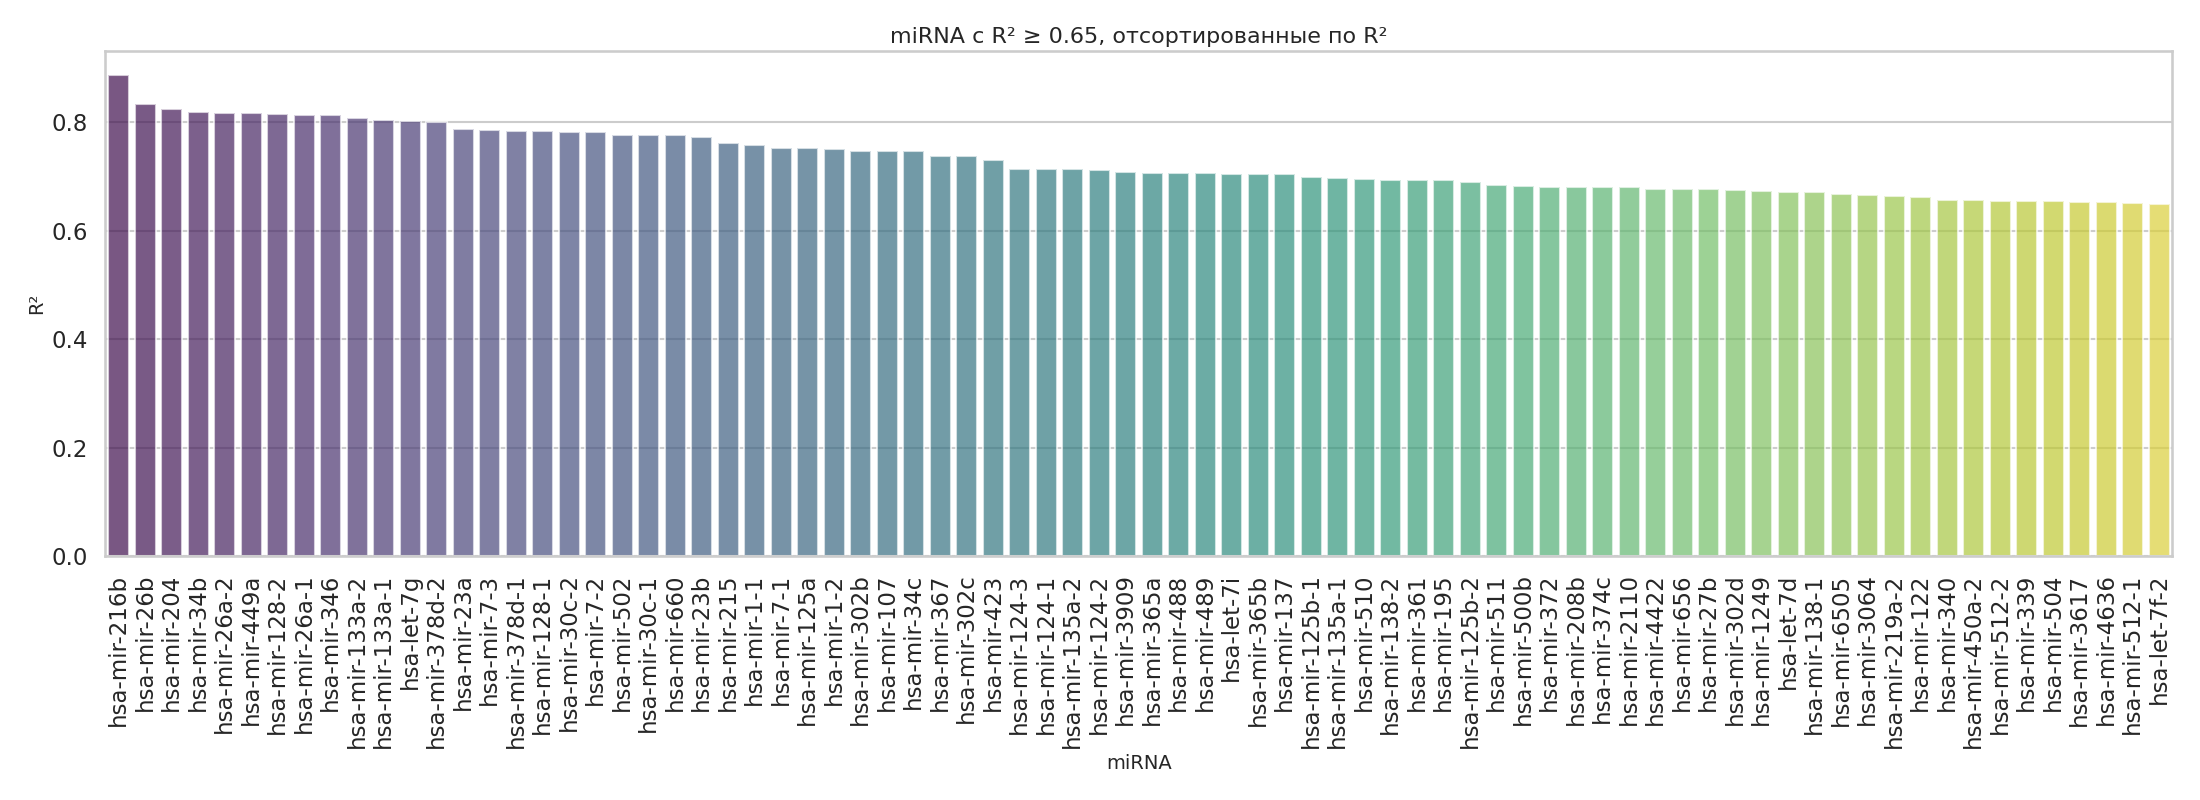 miRNA с R² ≥ 0.65, отсортированные по R²
R²
0.8
0.6
0.4
0.2
0.0
hsa-mir-216b
hsa-mir-26b
hsa-mir-204
hsa-mir-34b
hsa-mir-26a-2
hsa-mir-449a
hsa-mir-128-2
hsa-mir-26a-1
hsa-mir-346
hsa-mir-133a-2
hsa-mir-133a-1
hsa-let-7g
hsa-mir-378d-2
hsa-mir-23a
hsa-mir-7-3
hsa-mir-378d-1
hsa-mir-128-1
hsa-mir-30c-2
hsa-mir-7-2
hsa-mir-502
hsa-mir-30c-1
hsa-mir-660
hsa-mir-23b
hsa-mir-215
hsa-mir-1-1
hsa-mir-7-1
hsa-mir-125a
hsa-mir-1-2
hsa-mir-302b
hsa-mir-107
hsa-mir-34c
hsa-mir-367
hsa-mir-302c
hsa-mir-423
hsa-mir-124-3
hsa-mir-124-1
hsa-mir-135a-2
hsa-mir-124-2
hsa-mir-3909
hsa-mir-365a
hsa-mir-488
hsa-mir-489
hsa-let-7i
hsa-mir-365b
hsa-mir-137
hsa-mir-125b-1
hsa-mir-135a-1
hsa-mir-510
hsa-mir-138-2
hsa-mir-361
hsa-mir-195
hsa-mir-125b-2
hsa-mir-511
hsa-mir-500b
hsa-mir-372
hsa-mir-208b
hsa-mir-374c
hsa-mir-2110
hsa-mir-4422
hsa-mir-656
hsa-mir-27b
hsa-mir-302d
hsa-mir-1249
hsa-let-7d
hsa-mir-138-1
hsa-mir-6505
hsa-mir-3064
hsa-mir-219a-2
hsa-mir-122
hsa-mir-340
hsa-mir-450a-2
hsa-mir-512-2
hsa-mir-339
hsa-mir-504
hsa-mir-3617
hsa-mir-4636
hsa-mir-512-1
hsa-let-7f-2
miRNA